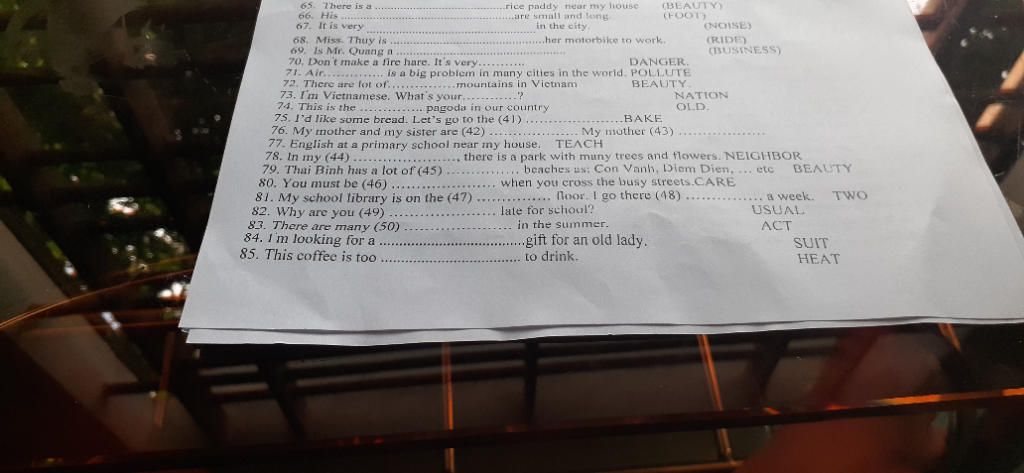 65. There is a ..............................rice paddy near my house (BEAUTY)
66. His ........................................are small and long. (FOOT)
67. It is very ........................................ in the city. (NOISE)
68. Miss. Thuy is ....................................her motorbike to work. (RIDE)
69. Is Mr. Quang a ........................................ (BUSINESS)
70. Don't make a fire hare. It's very........... DANGER.
71. Air.............. is a big problem in many cities in the world. POLLUTE
72. There are lot of................mountains in Vietnam BEAUTY.
73. I'm Vietnamese. What's your............? NATION
74. This is the .............. pagoda in our country OLD.
75. I'd like some bread. Let's go to the (41) .....................BAKE
76. My mother and my sister are (42) ................... My mother (43) ..................
77. English at a primary school near my house. TEACH
78. In my (44) ....................., there is a park with many trees and flowers. NEIGHBOR
79. Thai Binh has a lot of (45) ............... beaches as: Con Vanh, Diem Dien, ... etc BEAUTY
80. You must be (46) ..................... when you cross the busy streets.CARE
81. My school library is on the (47) ............... floor. I go there (48) ............... a week. TWO
82. Why are you (49) ..................... late for school? USUAL
83. There are many (50) ..................... in the summer. ACT
84. I'm looking for a ..............................gift for an old lady. SUIT
85. This coffee is too .............................. to drink. HEAT